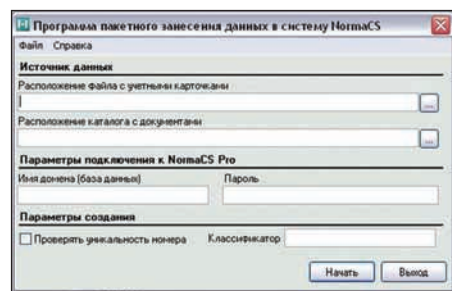 Программа пакетного занесения данных в систему NormaCS
Файл Справка
Источник данных
Расположение файла с учетными карточками
...
Расположение каталога с документами
...
Параметры подключения к NormaCS Pro
Имя домена (база данных) Пароль
Параметры создания
Проверять уникальность номера Классификатор
Начать Выход